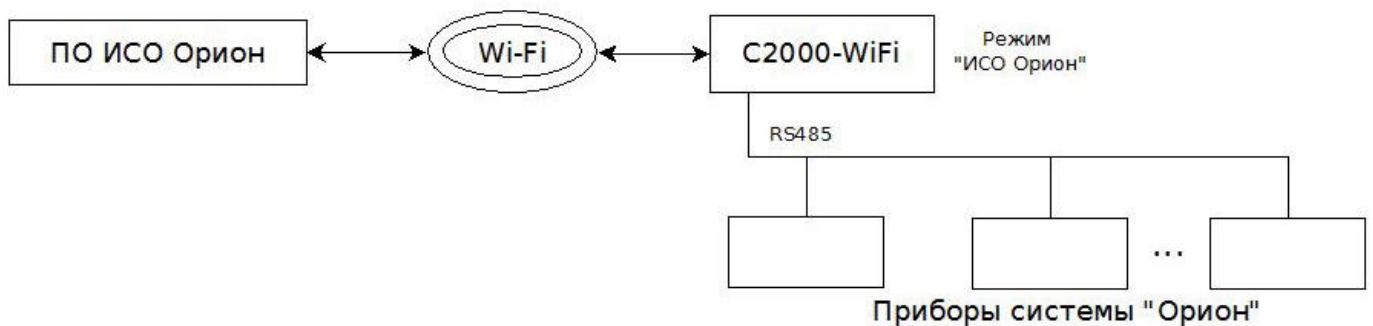 ПО ИСО Орион
Wi-Fi
C2000-WiFi
Режим
"ИСО Орион"
RS485
...
Приборы системы "Орион"